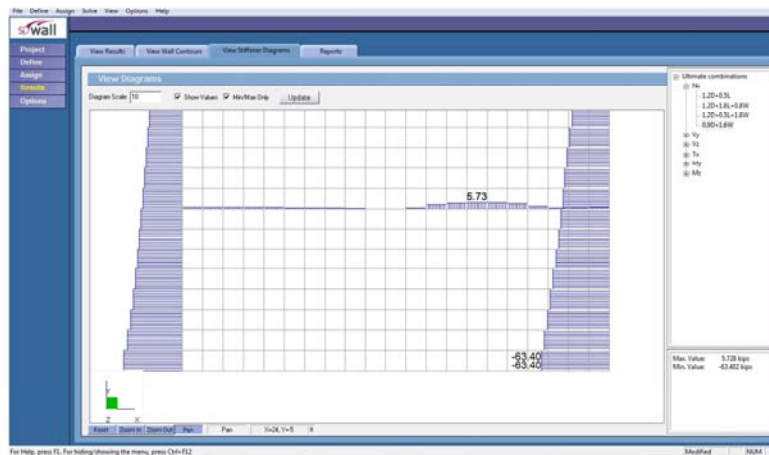 File Define Assign Solve View Options Help
spWall
Project
Define
Assign
Results
Options
View Results View Wall Contours View Stiffener Diagrams Reports
View Diagrams
Diagram Scale: 10 Show Values Min/Max Only Update
5.73
-63.40
-63.40
Y
Z X
Reset Zoom In Zoom Out Pan Pan X=24, Y=5 ft
Ultimate combinations
Nx
1.2D+0.5L
1.2D+1.6L+0.8W
1.2D+0.5L+1.6W
0.9D+1.6W
Vy
Vz
Tx
My
Mz
Max. Value: 5.728 kips
Min. Value: -63.402 kips
For Help, press F1. For hiding/showing the menu, press Ctrl+F12
Modified NUM